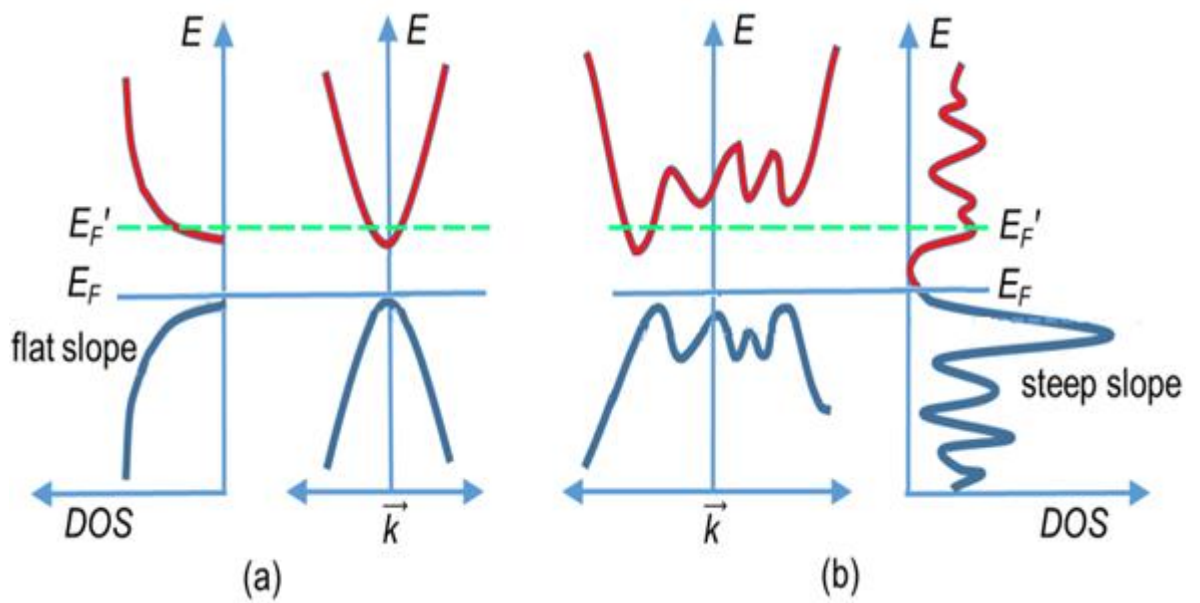 E
E
E
E
E_F'
E_F'
E_F
E_F
flat slope
steep slope
DOS
k⃗
k⃗
DOS
(a)
(b)